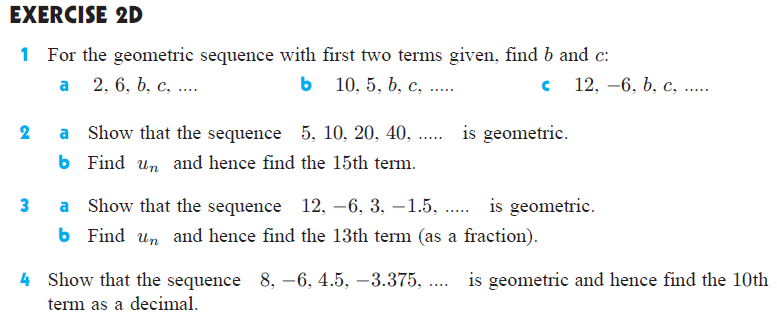 EXERCISE 2D
1 For the geometric sequence with first two terms given, find b and c:
a 2, 6, b, c, .... b 10, 5, b, c, ..... c 12, −6, b, c, .....
2 a Show that the sequence 5, 10, 20, 40, ..... is geometric.
b Find uₙ and hence find the 15th term.
3 a Show that the sequence 12, −6, 3, −1.5, ..... is geometric.
b Find uₙ and hence find the 13th term (as a fraction).
4 Show that the sequence 8, −6, 4.5, −3.375, .... is geometric and hence find the 10th
term as a decimal.